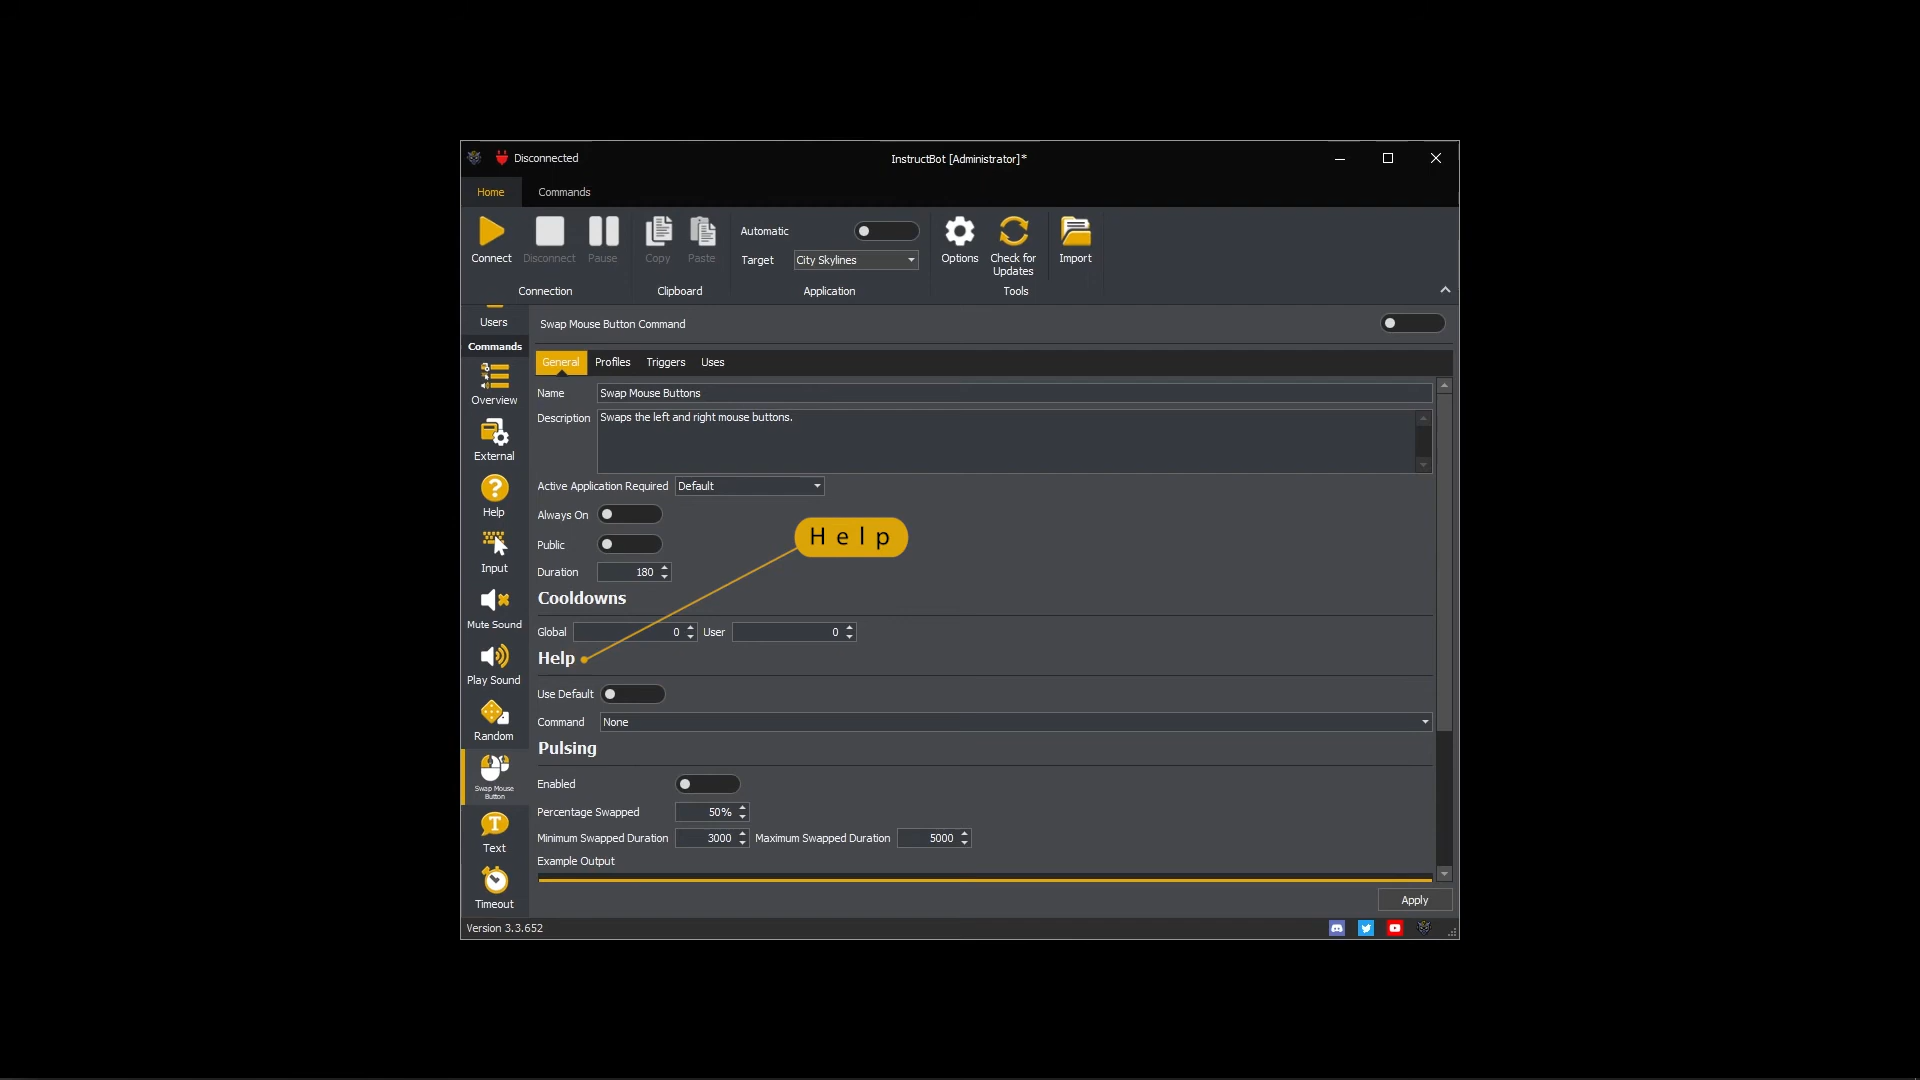 Disconnected
InstructBot [Administrator]*
Home Commands
Connect Disconnect Pause Copy Paste Automatic Target City Skylines Options Check for Updates Import
Connection Clipboard Application Tools
Users
Commands
Overview
External
Help
Input
Mute Sound
Play Sound
Random
Swap Mouse
Button
Text
Timeout
Swap Mouse Button Command
General Profiles Triggers Uses
Name Swap Mouse Buttons
Description Swaps the left and right mouse buttons.
Active Application Required Default
Always On
Help
Public
Duration 180
Cooldowns
Global 0 User 0
Help
Use Default
Command None
Pulsing
Enabled
Percentage Swapped 50%
Minimum Swapped Duration 3000 Maximum Swapped Duration 5000
Example Output
Apply
Version 3.3.652